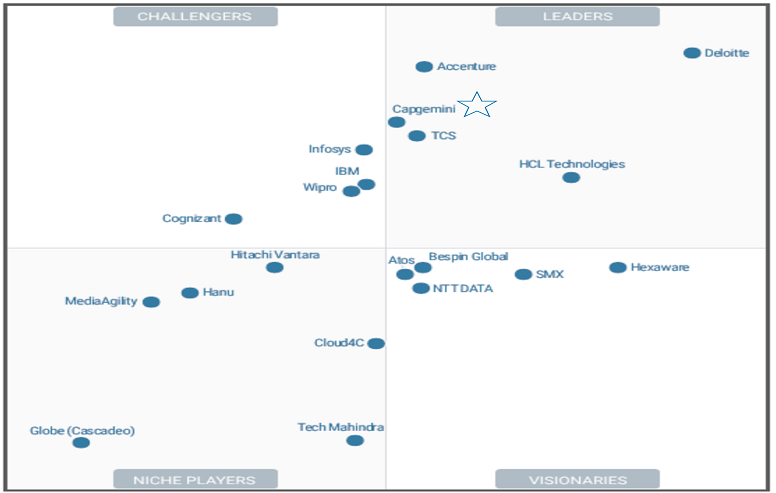 CHALLENGERS
LEADERS
Deloitte
Accenture
Capgemini
TCS
Infosys
HCL Technologies
IBM
Wipro
Cognizant
Hitachi Vantara
Atos
Bespin Global
SMX
Hexaware
NTT DATA
Hanu
MediaAgility
Cloud4C
Globe (Cascadeo)
Tech Mahindra
NICHE PLAYERS
VISIONARIES